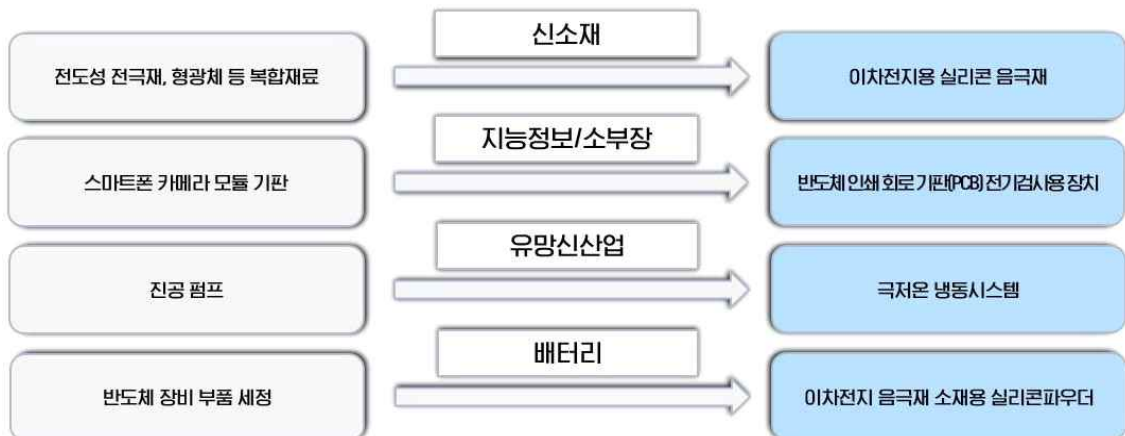 신소재
전도성 전극재, 형광체 등 복합재료
이차전지용 실리콘 음극재
지능정보/소부장
스마트폰 카메라 모듈 기판
반도체 인쇄 회로 기판(PCB) 전기검사용 장치
유망신산업
진공 펌프
극저온 냉동시스템
배터리
반도체 장비 부품 세정
이차전지 음극재 소재용 실리콘파우더